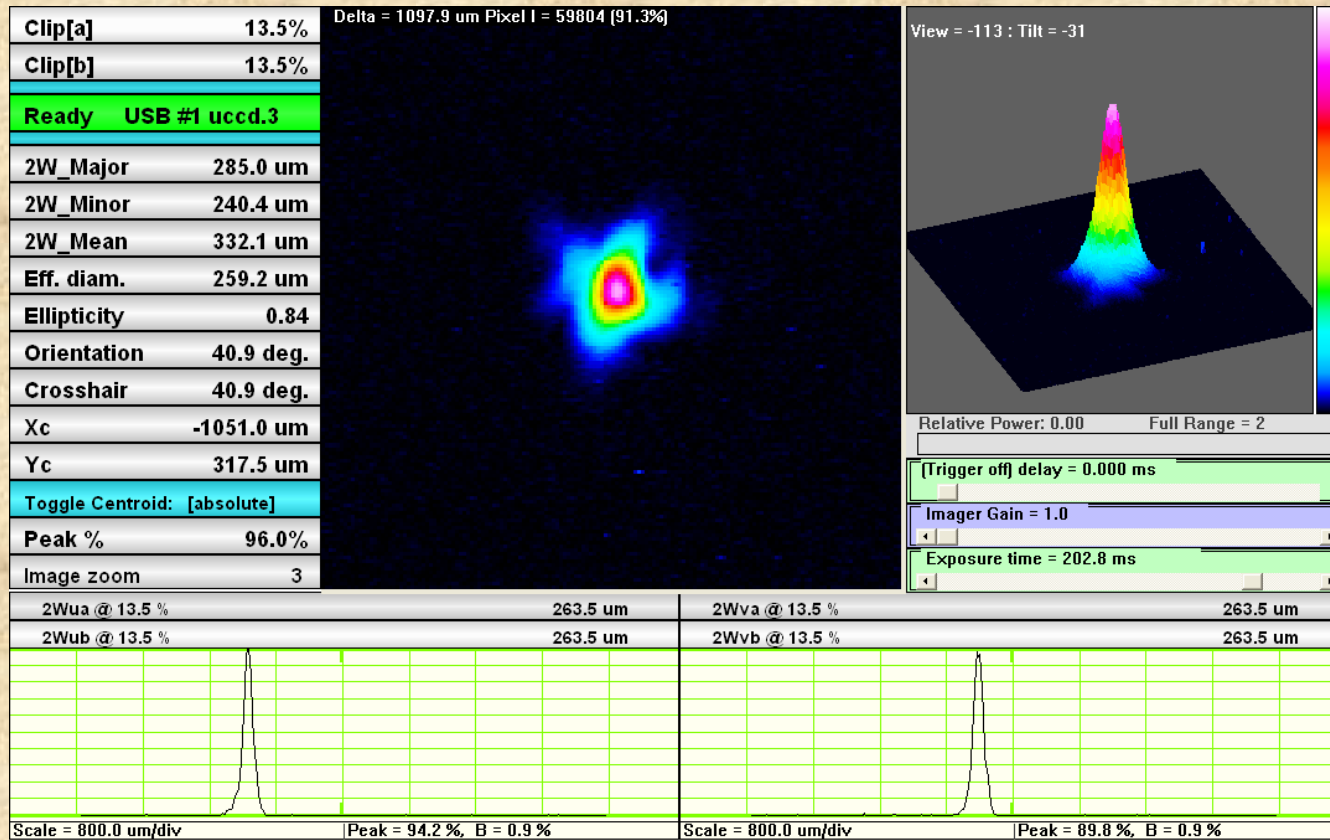 Clip[a] 13.5%
Clip[b] 13.5%
Ready USB #1 uccd.3
2W_Major 285.0 um
2W_Minor 240.4 um
2W_Mean 332.1 um
Eff. diam. 259.2 um
Ellipticity 0.84
Orientation 40.9 deg.
Crosshair 40.9 deg.
Xc -1051.0 um
Yc 317.5 um
Toggle Centroid: [absolute]
Peak % 96.0%
Image zoom 3
Delta = 1097.9 um Pixel I = 59804 (91.3%)
View = -113 : Tilt = -31
Relative Power: 0.00 Full Range = 2
(Trigger off) delay = 0.000 ms
Imager Gain = 1.0
Exposure time = 202.8 ms
2Wua @ 13.5 % 263.5 um
2Wub @ 13.5 % 263.5 um
Scale = 800.0 um/div Peak = 94.2 %, B = 0.9 %
2Wva @ 13.5 % 263.5 um
2Wvb @ 13.5 % 263.5 um
Scale = 800.0 um/div Peak = 89.8 %, B = 0.9 %